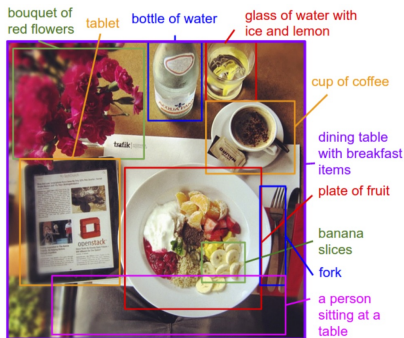 bouquet of
red flowers
tablet
bottle of water
glass of water with
ice and lemon
cup of coffee
dining table
with breakfast
items
plate of fruit
banana
slices
fork
a person
sitting at a
table
trafik
oomstack